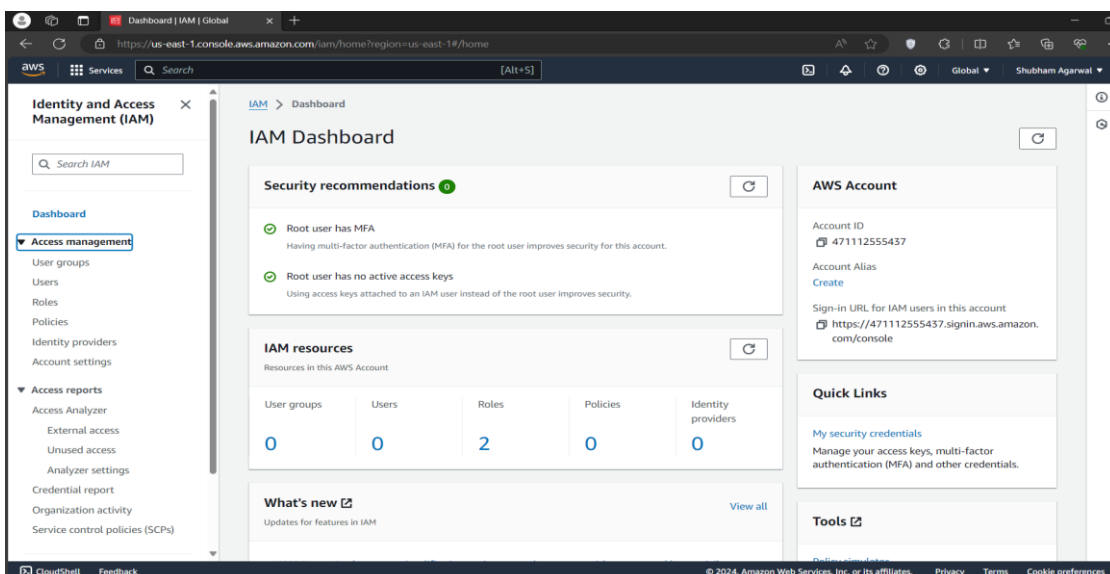 Dashboard | IAM | Global
https://us-east-1.console.aws.amazon.com/iam/home?region=us-east-1#/home
aws
Services
Search
[Alt+S]
Global
Shubham Agarwal
Identity and Access
Management (IAM)
Search IAM
Dashboard
Access management
User groups
Users
Roles
Policies
Identity providers
Account settings
Access reports
Access Analyzer
External access
Unused access
Analyzer settings
Credential report
Organization activity
Service control policies (SCPs)
IAM > Dashboard
IAM Dashboard
Security recommendations 0
Root user has MFA
Having multi-factor authentication (MFA) for the root user improves security for this account.
Root user has no active access keys
Using access keys attached to an IAM user instead of the root user improves security.
IAM resources
Resources in this AWS Account
User groups
Users
Roles
Policies
Identity
providers
0
0
2
0
0
What's new
View all
Updates for features in IAM
AWS Account
Account ID
471112555437
Account Alias
Create
Sign-in URL for IAM users in this account
https://471112555437.signin.aws.amazon.
com/console
Quick Links
My security credentials
Manage your access keys, multi-factor
authentication (MFA) and other credentials.
Tools
Policy simulator
CloudShell
Feedback
© 2024, Amazon Web Services, Inc. or its affiliates.
Privacy
Terms
Cookie preferences